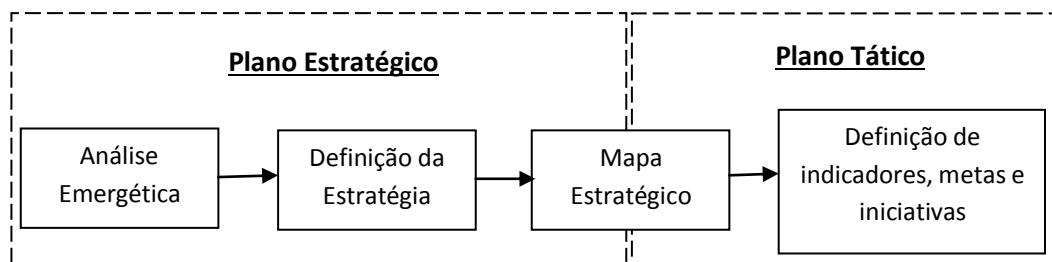 Plano Estratégico
Plano Tático
Análise
Emergética
Definição da
Estratégia
Mapa
Estratégico
Definição de
indicadores, metas e
iniciativas